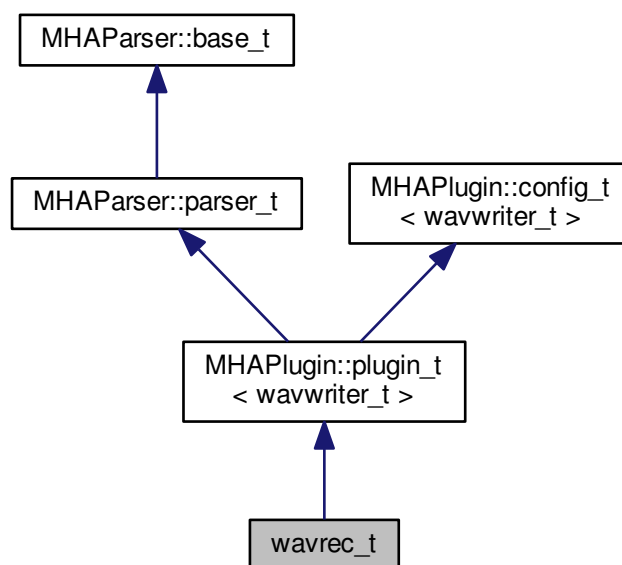 MHAParser::base_t
MHAParser::parser_t
MHAPlugin::config_t
< wavwriter_t >
MHAPlugin::plugin_t
< wavwriter_t >
wavrec_t